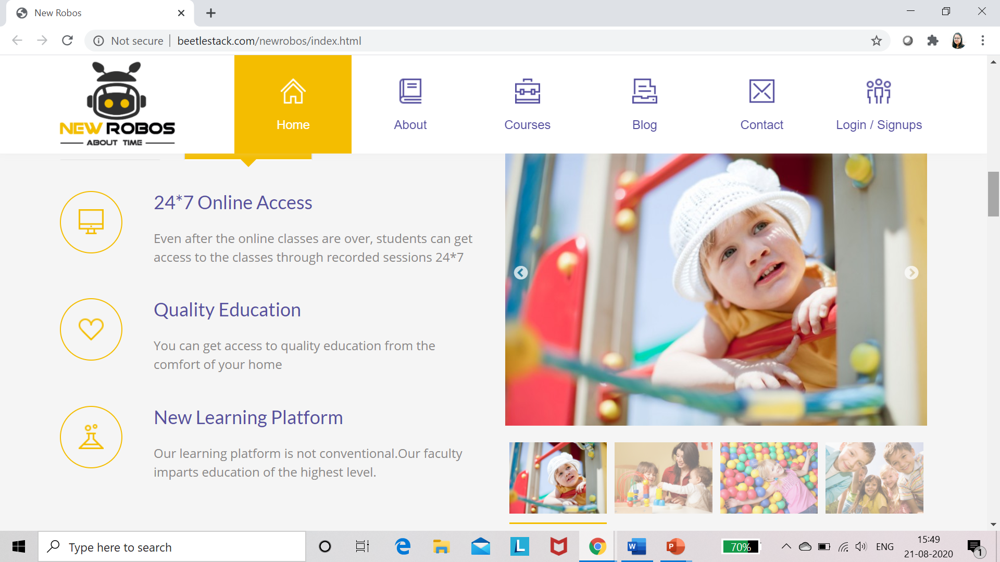 New Robos
Not secure
beetlestack.com/newrobos/index.html
NEW ROBOS
ABOUT TIME
Home
About
Courses
Blog
Contact
Login / Signups
24*7 Online Access
Even after the online classes are over, students can get
access to the classes through recorded sessions 24*7
Quality Education
You can get access to quality education from the
comfort of your home
New Learning Platform
Our learning platform is not conventional.Our faculty
imparts education of the highest level.
Type here to search
L
W
P
70%
ENG
15:49
21-08-2020
1